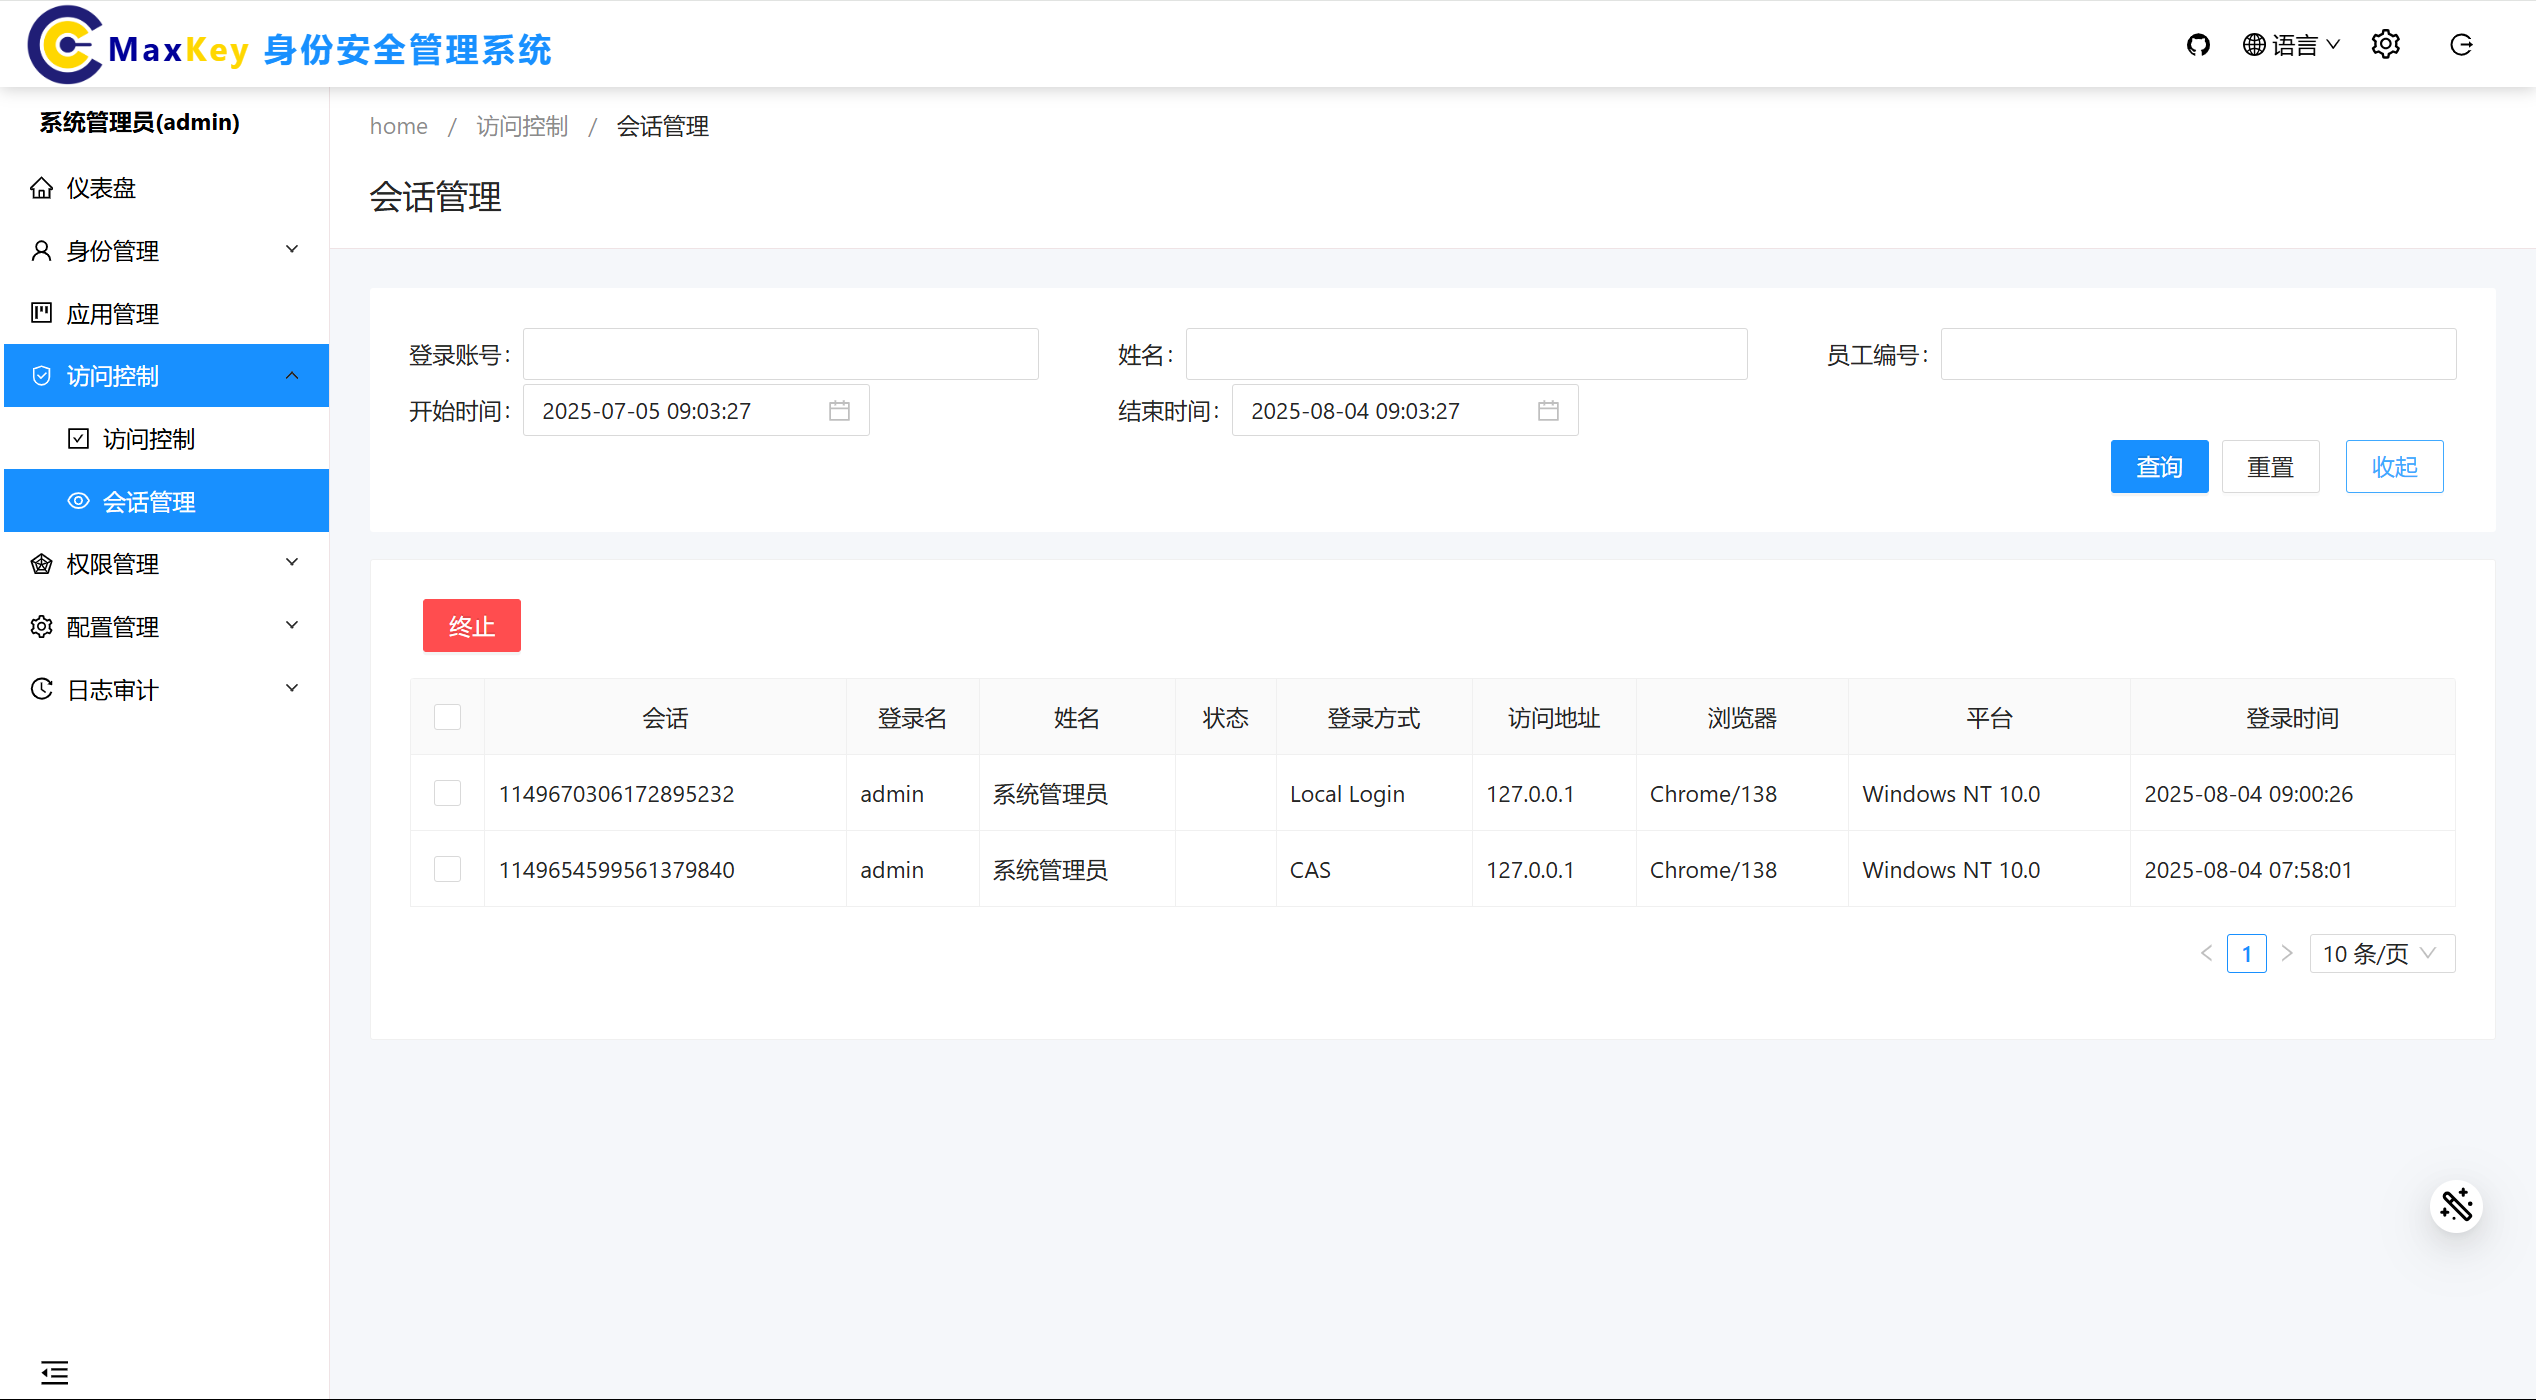 MaxKey 身份安全管理系统
语言
系统管理员(admin)
仪表盘
身份管理
应用管理
访问控制
访问控制
会话管理
权限管理
配置管理
日志审计
home / 访问控制 / 会话管理
会话管理
登录账号: 姓名: 员工编号:
开始时间: 2025-07-05 09:03:27 结束时间: 2025-08-04 09:03:27
查询 重置 收起
终止
会话 登录名 姓名 状态 登录方式 访问地址 浏览器 平台 登录时间
1149670306172895232 admin 系统管理员 Local Login 127.0.0.1 Chrome/138 Windows NT 10.0 2025-08-04 09:00:26
1149654599561379840 admin 系统管理员 CAS 127.0.0.1 Chrome/138 Windows NT 10.0 2025-08-04 07:58:01
1 10 条/页